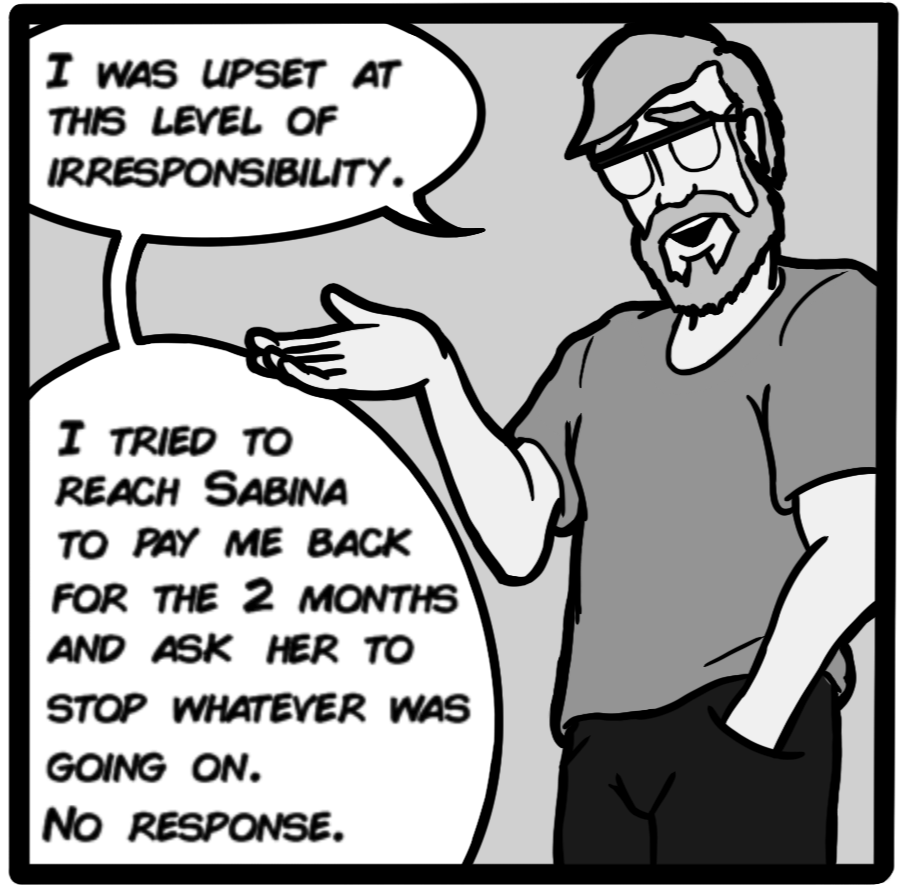 I WAS UPSET AT
THIS LEVEL OF
IRRESPONSIBILITY.
I TRIED TO
REACH SABINA
TO PAY ME BACK
FOR THE 2 MONTHS
AND ASK HER TO
STOP WHATEVER WAS
GOING ON.
NO RESPONSE.